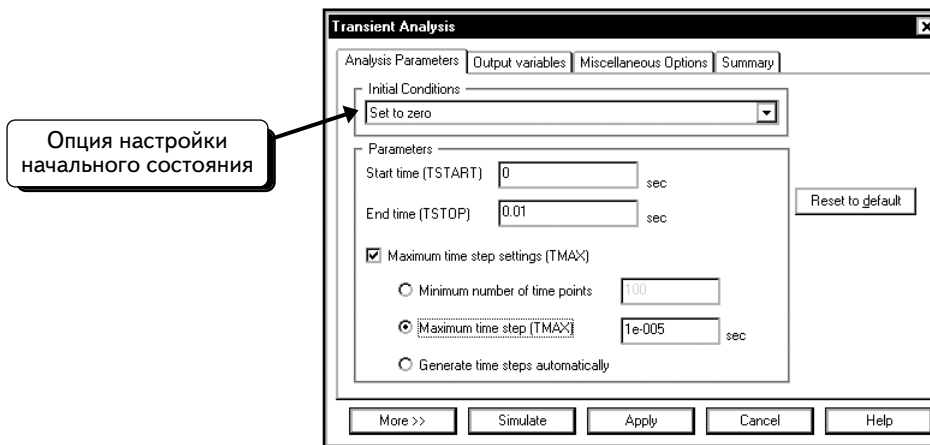 Transient Analysis
Analysis Parameters Output variables Miscellaneous Options Summary
Initial Conditions
Set to zero
Опция настройки
начального состояния
Parameters
Start time (TSTART) 0 sec
End time (TSTOP) 0.01 sec
Reset to default
Maximum time step settings (TMAX)
Minimum number of time points 100
Maximum time step (TMAX) 1e-005 sec
Generate time steps automatically
More >> Simulate Apply Cancel Help